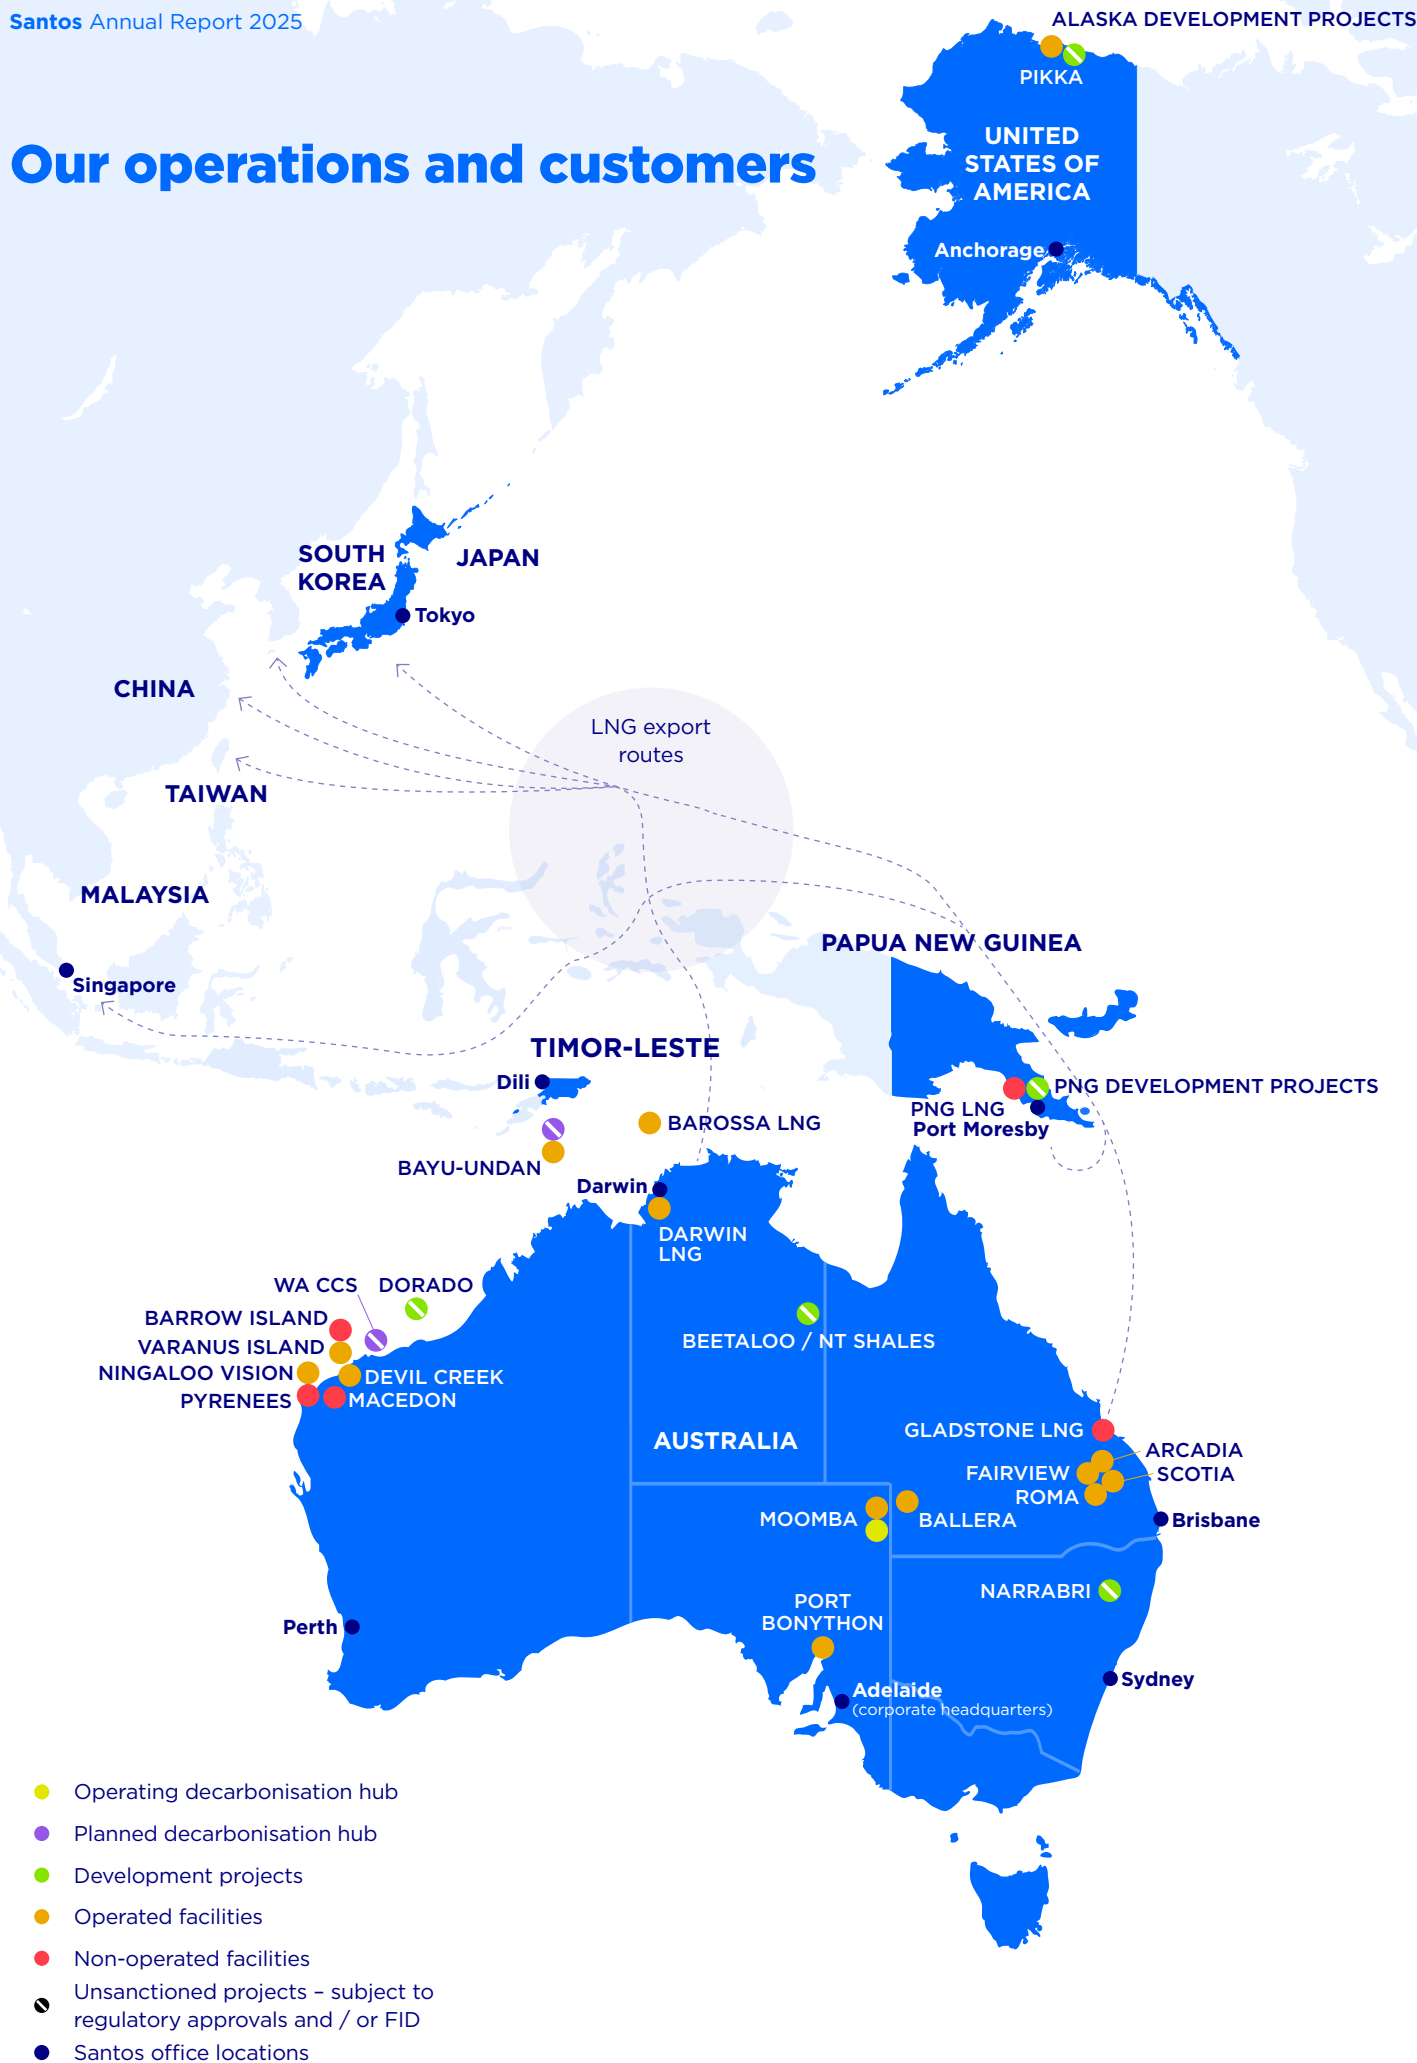 Santos Annual Report 2025
ALASKA DEVELOPMENT PROJECTS
PIKKA
Our operations and customers
UNITED
STATES OF
AMERICA
Anchorage
SOUTH
KOREA
JAPAN
Tokyo
CHINA
LNG export
routes
TAIWAN
MALAYSIA
PAPUA NEW GUINEA
Singapore
TIMOR-LESTE
Dili
PNG DEVELOPMENT PROJECTS
PNG LNG
Port Moresby
BAROSSA LNG
BAYU-UNDAN
Darwin
DARWIN
LNG
WA CCS
DORADO
BARROW ISLAND
VARANUS ISLAND
NINGALOO VISION
PYRENEES
DEVIL CREEK
MACEDON
BEETALOO / NT SHALES
AUSTRALIA
GLADSTONE LNG
ARCADIA
FAIRVIEW
SCOTIA
ROMA
MOOMBA
BALLERA
Brisbane
NARRABRI
PORT
BONYTHON
Perth
Sydney
Adelaide
(corporate headquarters)
Operating decarbonisation hub
Planned decarbonisation hub
Development projects
Operated facilities
Non-operated facilities
Unsanctioned projects – subject to
regulatory approvals and / or FID
Santos office locations